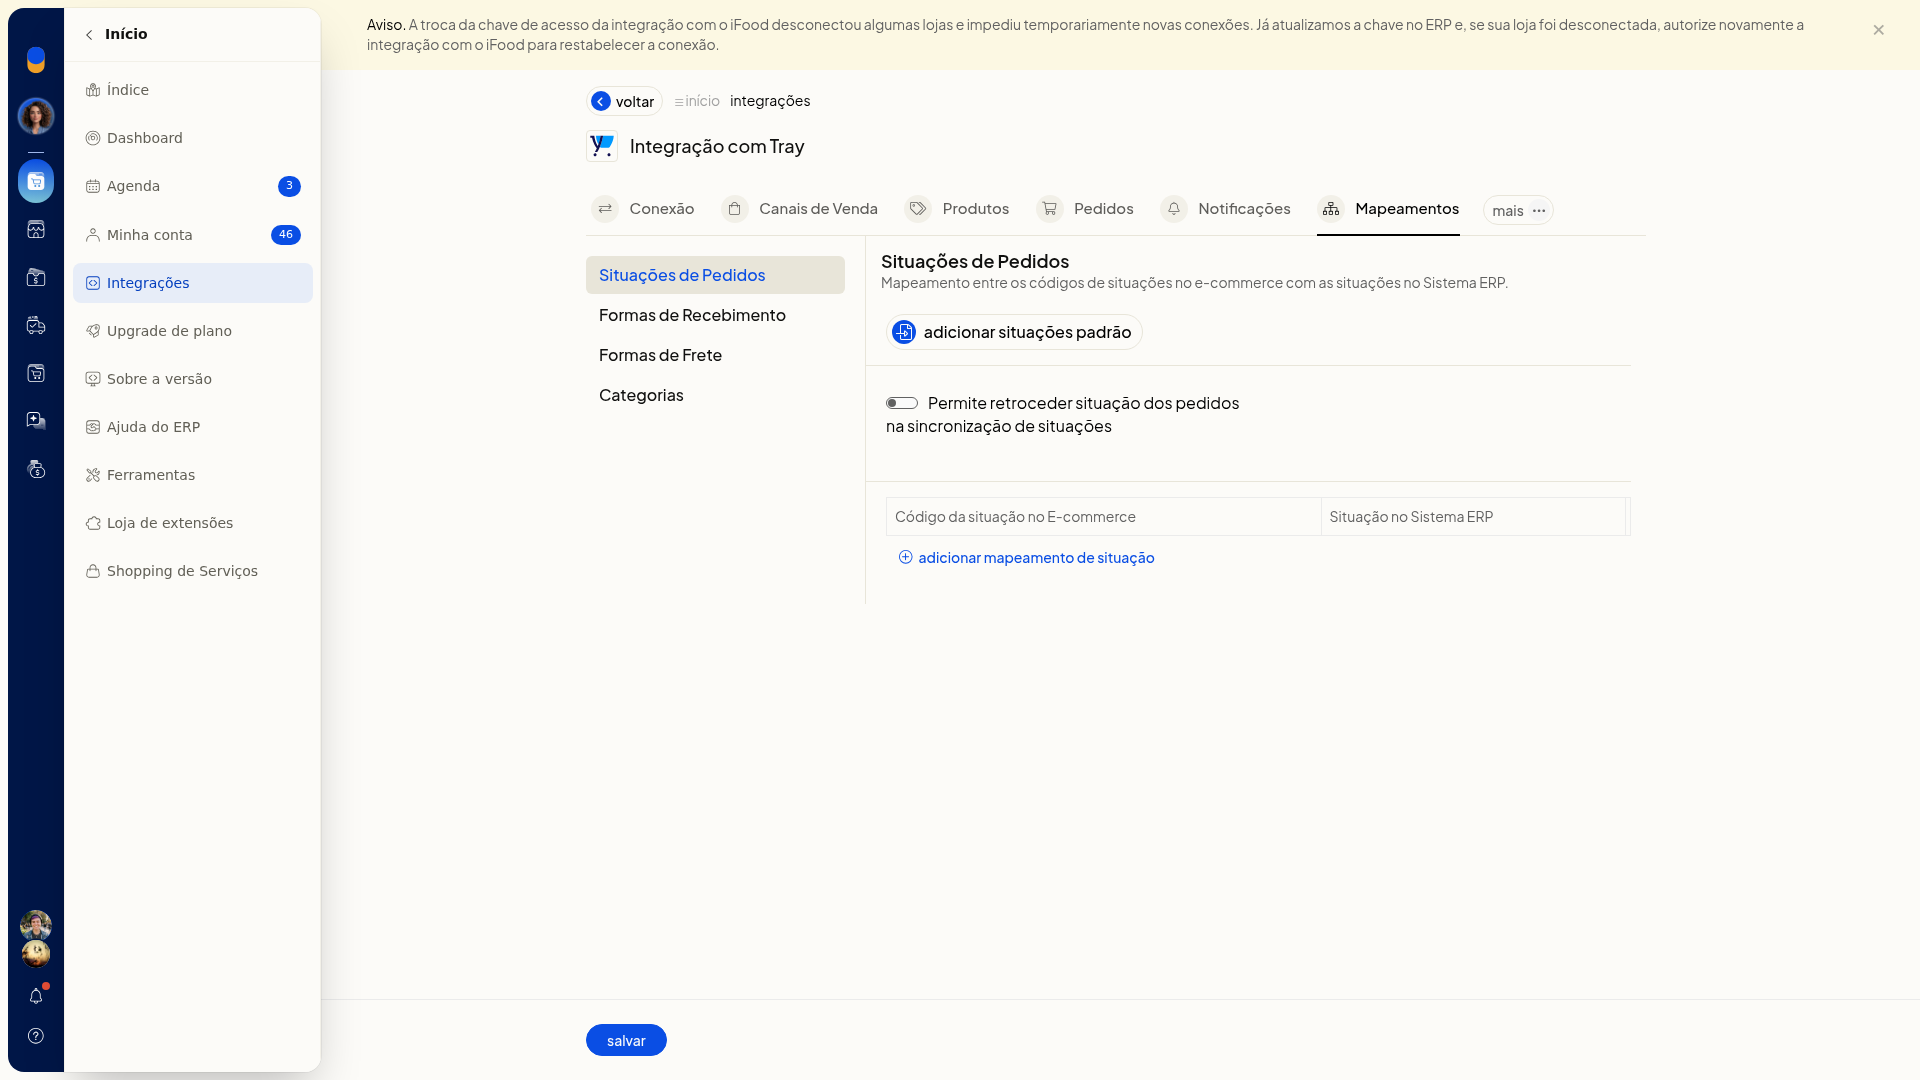 Início
Índice
Dashboard
Agenda
3
Minha conta
46
Integrações
Upgrade de plano
Sobre a versão
Ajuda do ERP
Ferramentas
Loja de extensões
Shopping de Serviços
Aviso. A troca da chave de acesso da integração com o iFood desconectou algumas lojas e impediu temporariamente novas conexões. Já atualizamos a chave no ERP e, se sua loja foi desconectada, autorize novamente a
integração com o iFood para restabelecer a conexão.
voltar
início
integrações
Integração com Tray
Conexão
Canais de Venda
Produtos
Pedidos
Notificações
Mapeamentos
mais
Situações de Pedidos
Formas de Recebimento
Formas de Frete
Categorias
Situações de Pedidos
Mapeamento entre os códigos de situações no e-commerce com as situações no Sistema ERP.
adicionar situações padrão
Permite retroceder situação dos pedidos
na sincronização de situações
Código da situação no E-commerce
Situação no Sistema ERP
adicionar mapeamento de situação
salvar